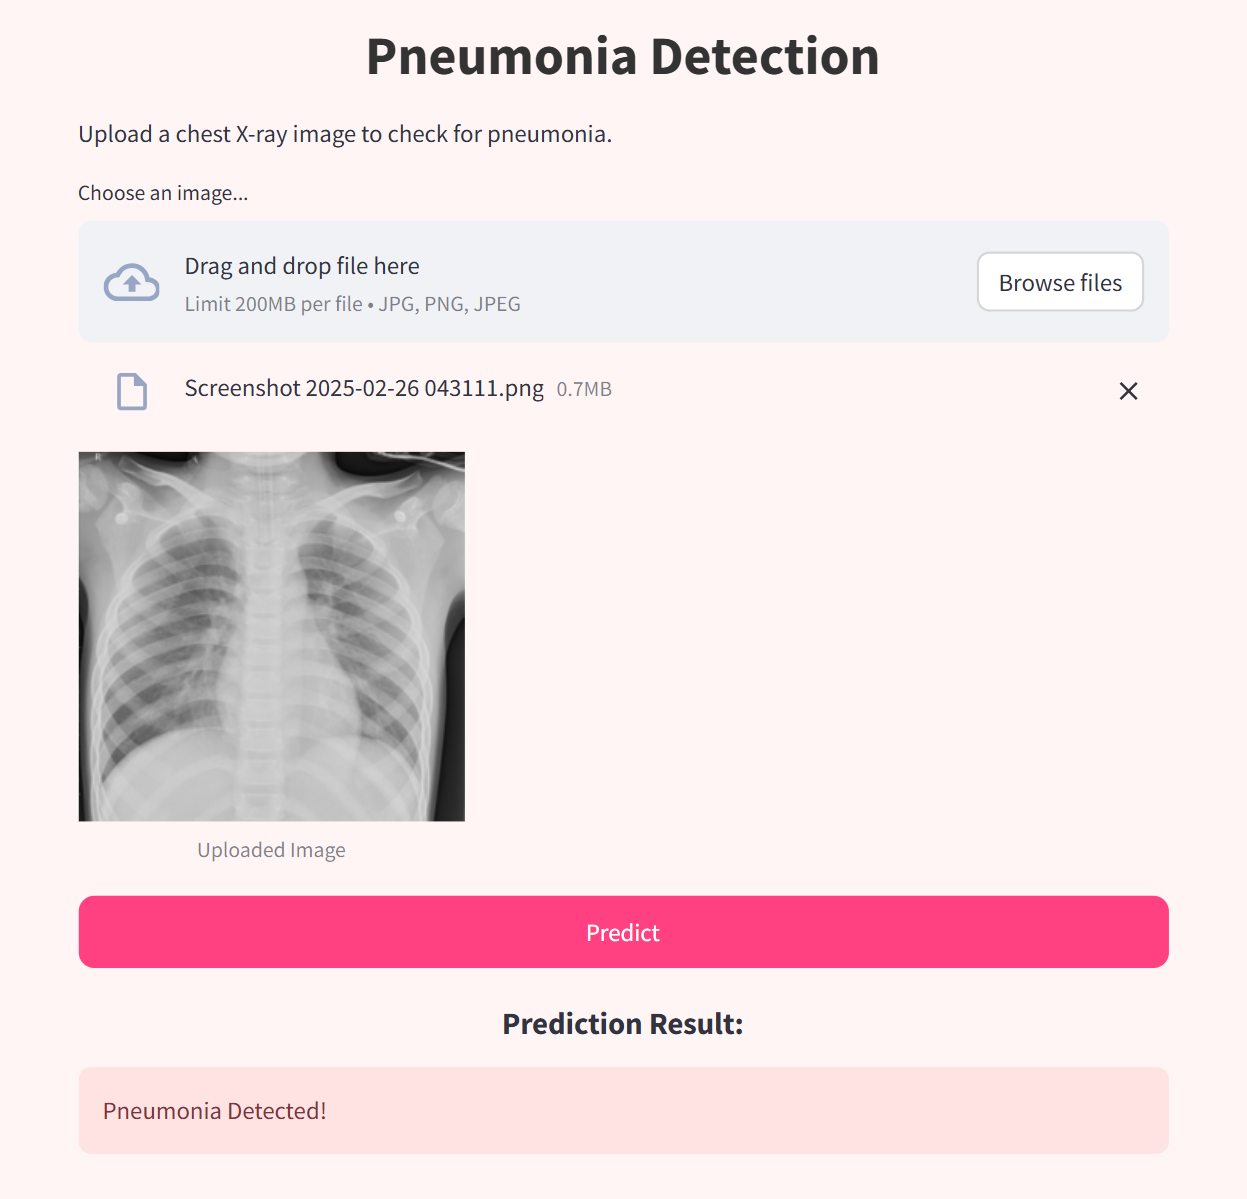 Pneumonia Detection
Upload a chest X-ray image to check for pneumonia.
Choose an image...
Drag and drop file here
Limit 200MB per file • JPG, PNG, JPEG
Browse files
Screenshot 2025-02-26 043111.png 0.7MB
R
Uploaded Image
Predict
Prediction Result:
Pneumonia Detected!